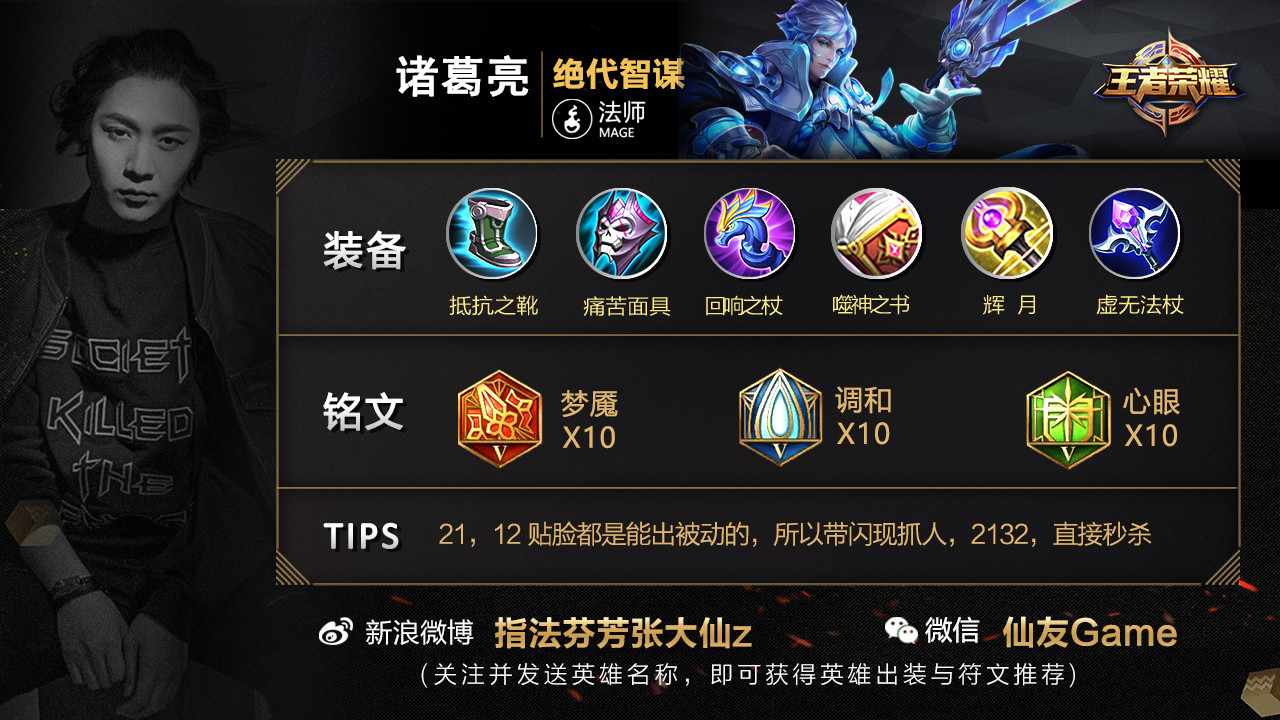 诸葛亮
绝代智谋
法师
MAGE
王者荣耀
装备
抵抗之靴 痛苦面具 回响之杖 噬神之书 辉 月 虚无法杖
铭文
梦魇
X10
调和
X10
心眼
X10
V V V
TIPS
21，12 贴脸都是能出被动的，所以带闪现抓人，2132，直接秒杀
SOCIET
KILLED
THE
新浪微博 指法芬芳张大仙z 微信 仙友Game
（关注并发送英雄名称，即可获得英雄出装与符文推荐）